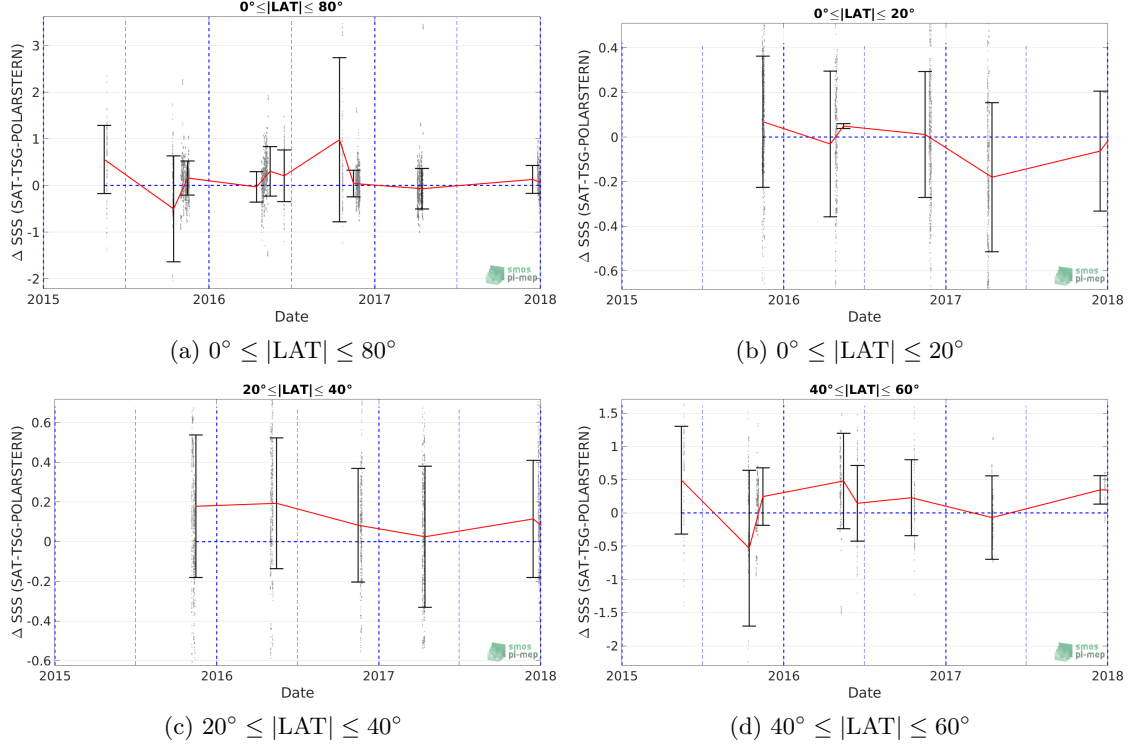 0°≤|LAT|≤ 80°
Δ SSS (SAT-TSG-POLARSTERN)
3
2
1
0
-1
-2
2015
2016
2017
2018
Date
smos
pi-mep
(a) 0° ≤ |LAT| ≤ 80°
0°≤|LAT|≤ 20°
Δ SSS (SAT-TSG-POLARSTERN)
0.4
0.2
0
-0.2
-0.4
-0.6
2015
2016
2017
2018
Date
smos
pi-mep
(b) 0° ≤ |LAT| ≤ 20°
20°≤|LAT|≤ 40°
Δ SSS (SAT-TSG-POLARSTERN)
0.6
0.4
0.2
0
-0.2
-0.4
-0.6
2015
2016
2017
2018
Date
smos
pi-mep
(c) 20° ≤ |LAT| ≤ 40°
40°≤|LAT|≤ 60°
Δ SSS (SAT-TSG-POLARSTERN)
1.5
1
0.5
0
-0.5
-1
-1.5
-2
2015
2016
2017
2018
Date
smos
pi-mep
(d) 40° ≤ |LAT| ≤ 60°